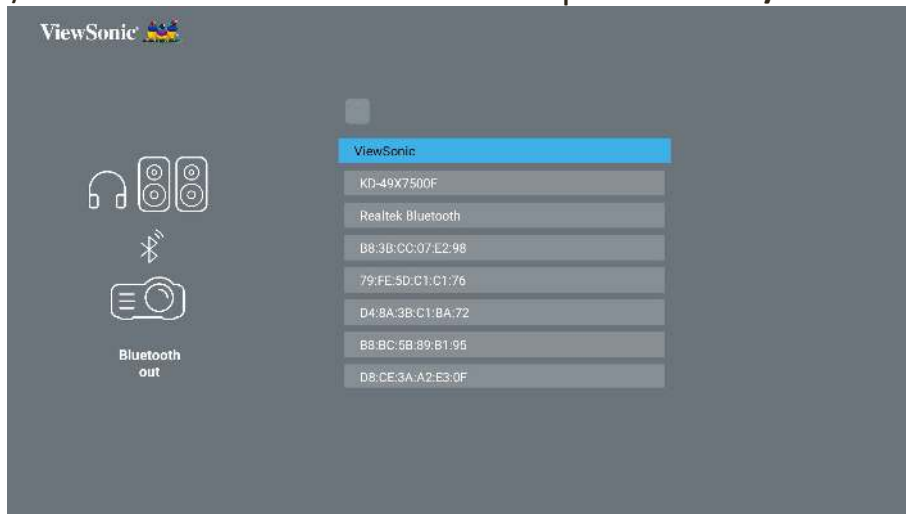 ViewSonic
ViewSonic
KD-49X7500F
Realtek Bluetooth
B8:3B:CC:07:E2:98
79:FE:5D:C1:C1:76
D4:8A:3B:C1:BA:72
B8:BC:5B:89:B1:95
D8:CE:3A:A2:E3:0F
Bluetooth
out